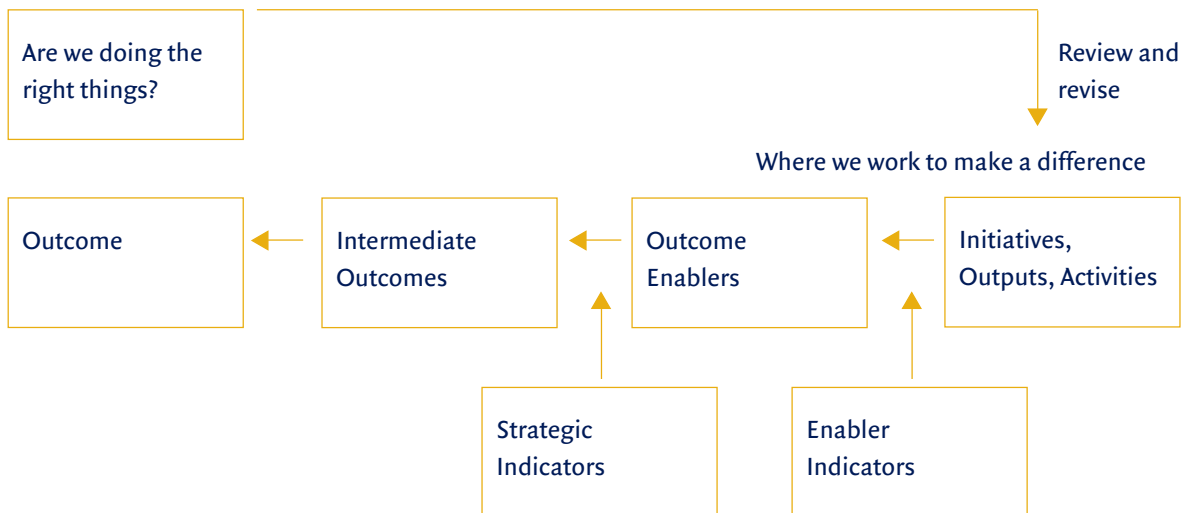 Are we doing the
right things?
Review and
revise
Where we work to make a difference
Outcome
Intermediate
Outcomes
Outcome
Enablers
Initiatives,
Outputs, Activities
Strategic
Indicators
Enabler
Indicators